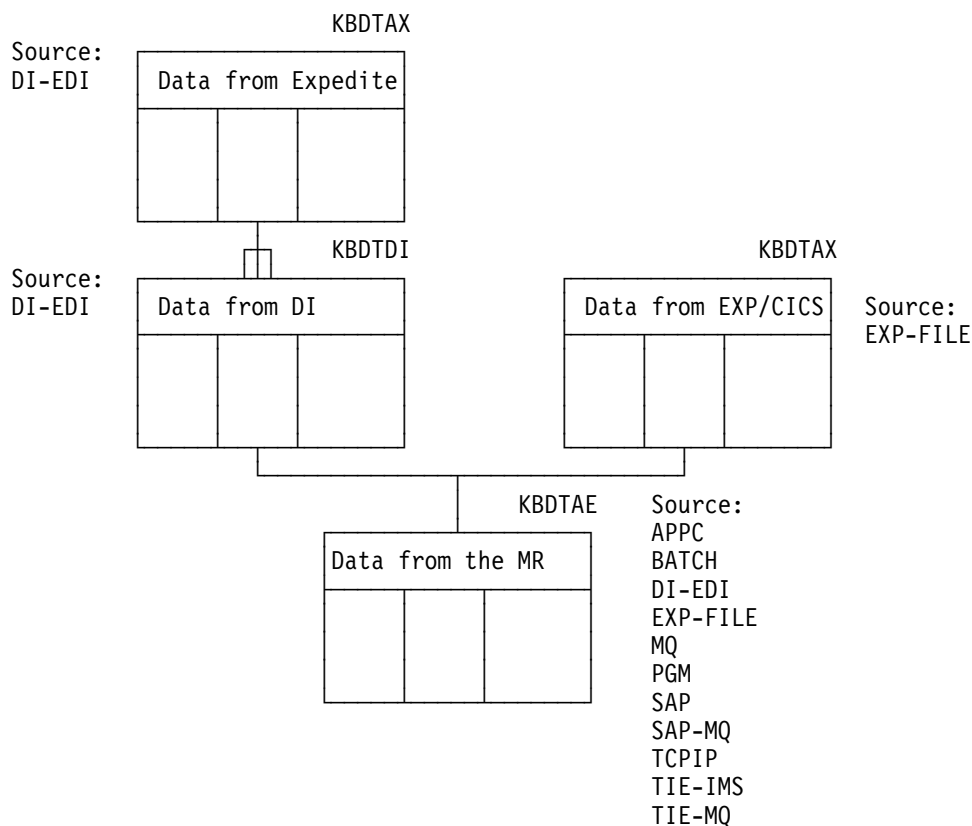 KBDTAX
Source:
DI-EDI
Data from Expedite
KBDTDI
Source:
DI-EDI
Data from DI
KBDTAX
Data from EXP/CICS
Source:
EXP-FILE
KBDTAE
Data from the MR
Source:
APPC
BATCH
DI-EDI
EXP-FILE
MQ
PGM
SAP
SAP-MQ
TCPIP
TIE-IMS
TIE-MQ